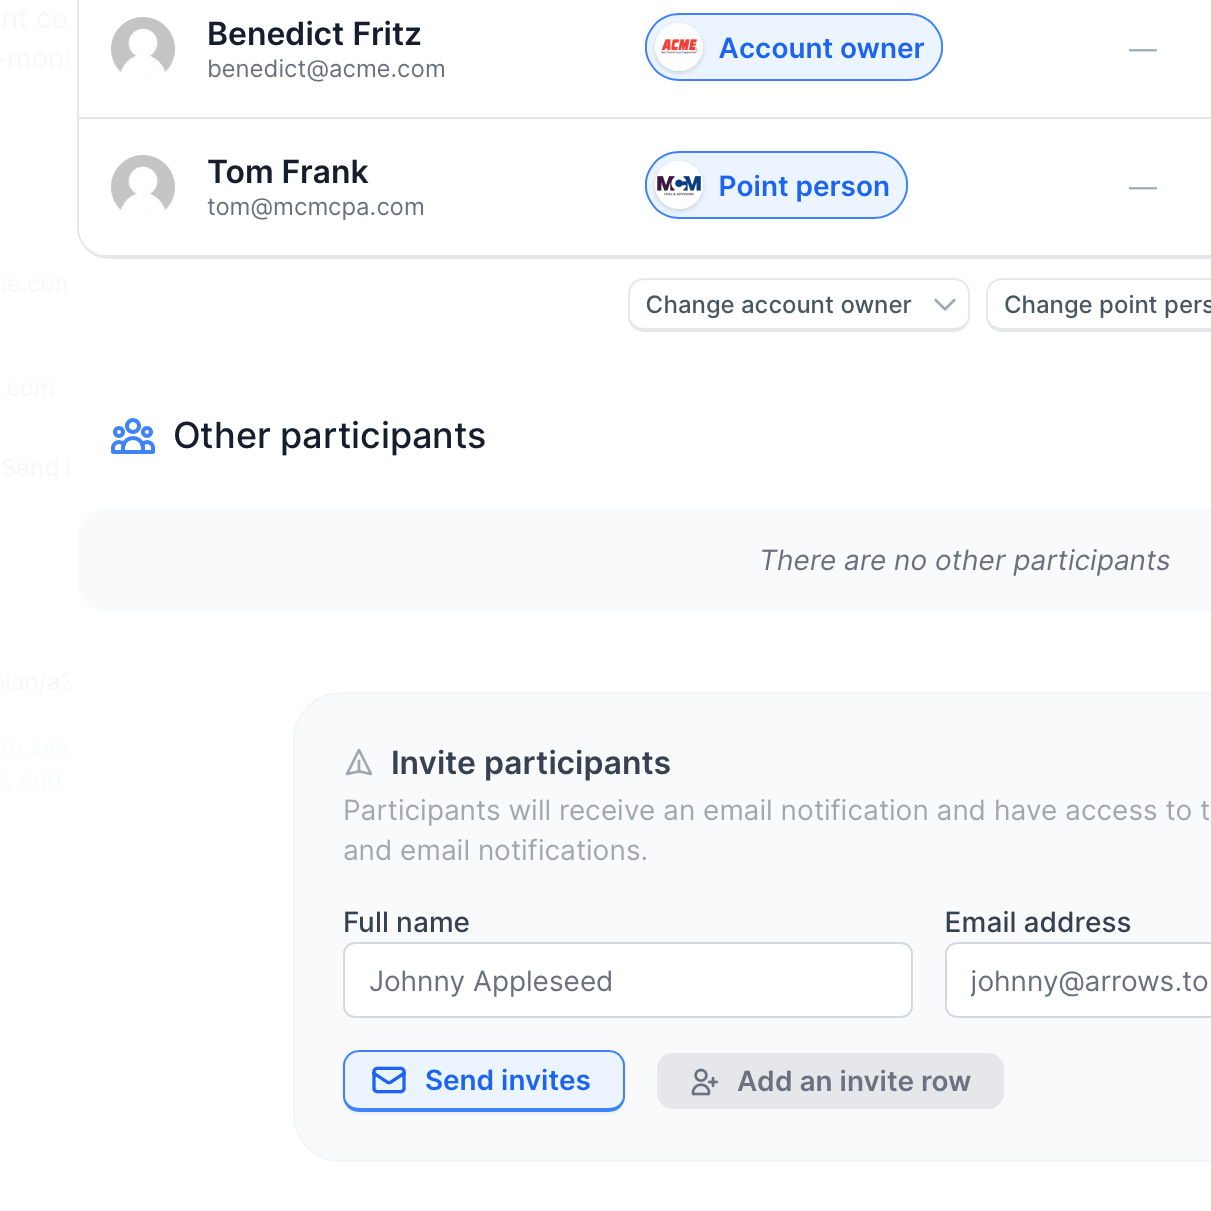 nt co
-mont
Benedict Fritz
benedict@acme.com
ACME
Account owner
—
Tom Frank
tom@mcmcpa.com
MCM
Point person
—
Change account owner
Change point pers
ne.com
.com
Other participants
Send i
There are no other participants
plan/a3
an see
s, and
Invite participants
Participants will receive an email notification and have access to t
and email notifications.
Full name
Email address
Johnny Appleseed
johnny@arrows.to
Send invites
Add an invite row